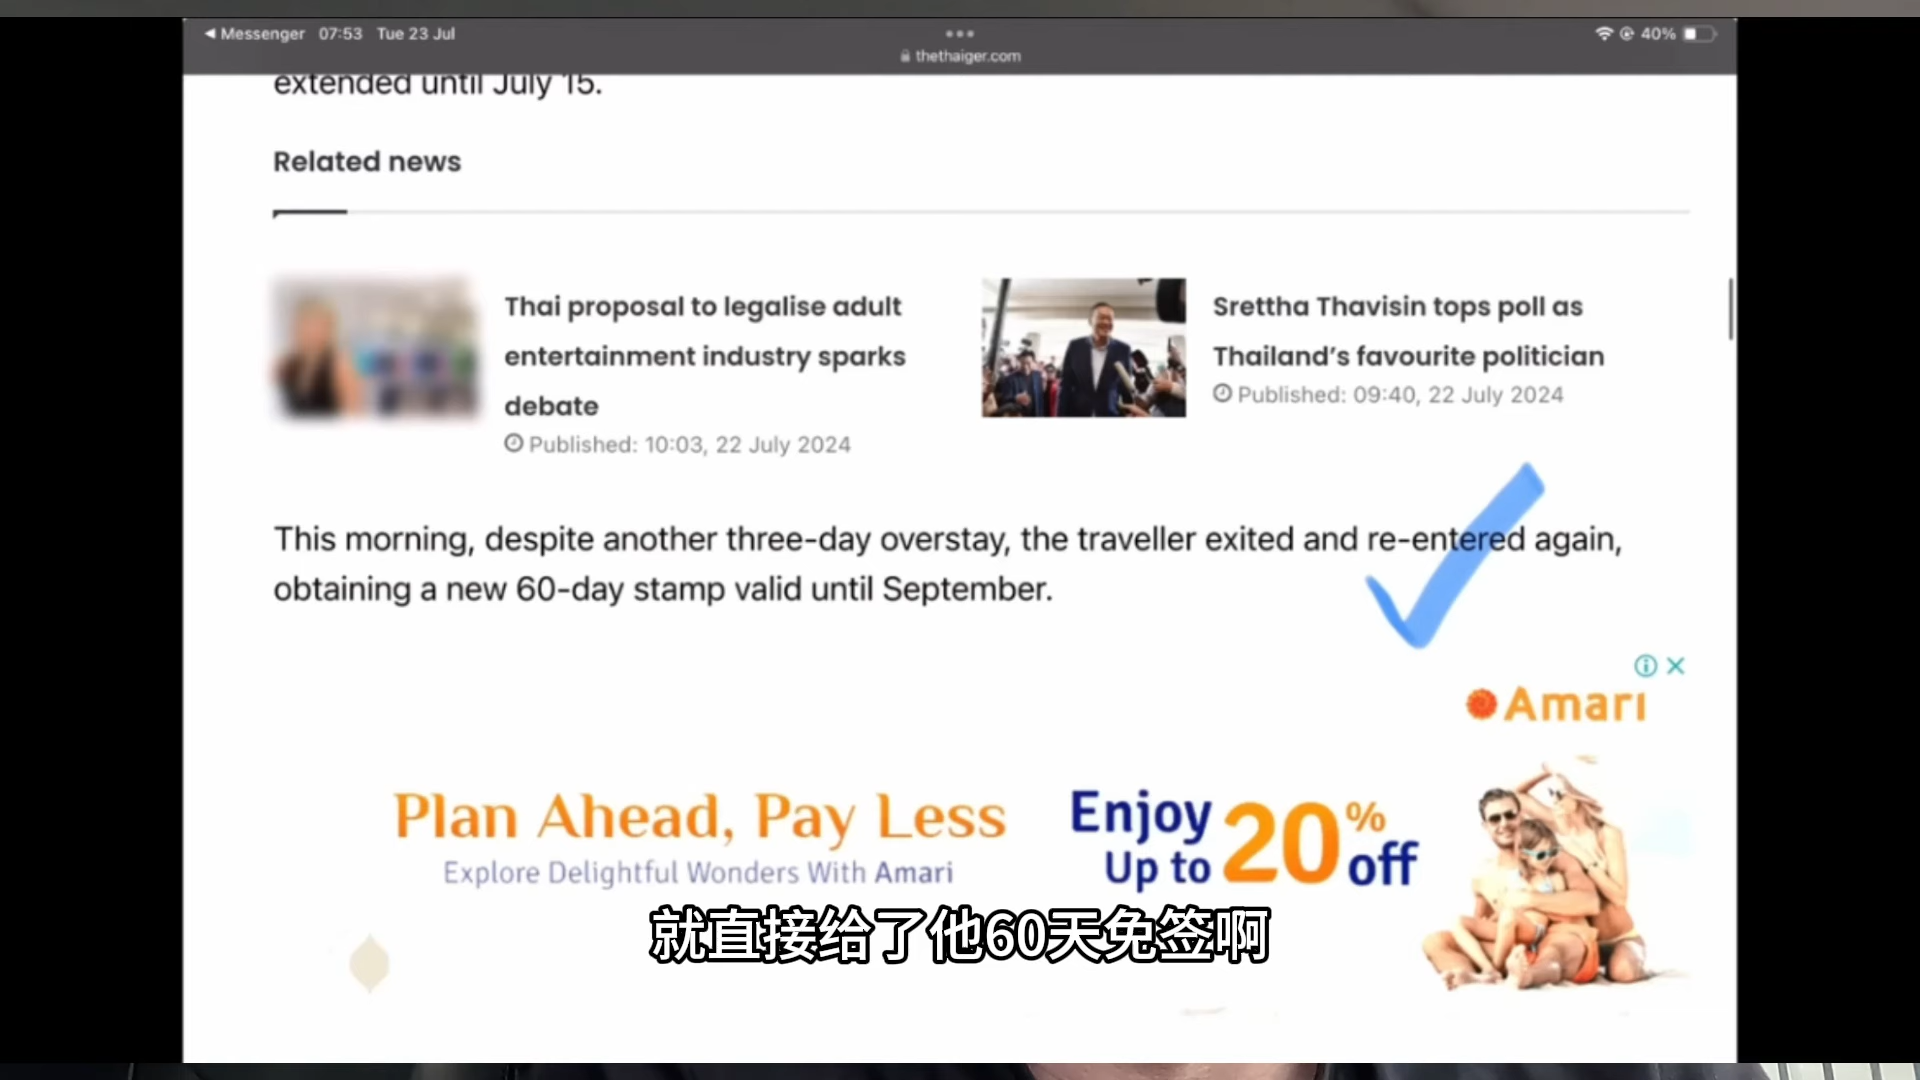 Messenger 07:53 Tue 23 Jul
40%
thethaiger.com
extended until July 15.
Related news
Thai proposal to legalise adult
entertainment industry sparks
debate
Published: 10:03, 22 July 2024
Srettha Thavisin tops poll as
Thailand's favourite politician
Published: 09:40, 22 July 2024
This morning, despite another three-day overstay, the traveller exited and re-entered again,
obtaining a new 60-day stamp valid until September.
Amari
Plan Ahead, Pay Less
Explore Delightful Wonders With Amari
Enjoy
Up to 20% off
就直接给了他60天免签啊